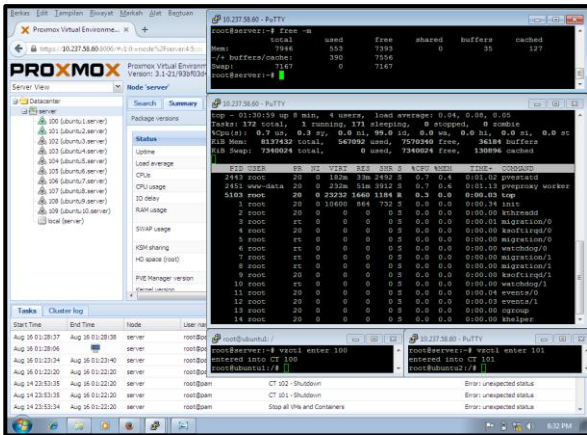 Berkas Edit Tampilan Riwayat Markah Alat Bantuan
Proxmox Virtual Environme...
https://10.237.58.60:8006/
PROXMOX
Proxmox Virtual Environment
Version: 3.1-21/93bf03d
Server View
Node 'server'
Datacenter
server
100 (ubuntu1.server)
101 (ubuntu2.server)
102 (ubuntu3.server)
103 (ubuntu4.server)
104 (ubuntu5.server)
105 (ubuntu6.server)
106 (ubuntu7.server)
107 (ubuntu8.server)
108 (ubuntu9.server)
109 (ubuntu10.server)
local (server)
Search Summary
Package versions
Status
Uptime
Load average
CPUs
CPU usage
IO delay
RAM usage
SWAP usage
KSM sharing
HD space (root)
PVE Manager version
Kernel version
10.237.58.60 - PuTTY
root@server:~# free -m
total used free shared buffers cached
Mem: 7946 553 7393 0 35 127
-/+ buffers/cache: 390 7556
Swap: 7167 0 7167
root@server:~#
10.237.58.60 - PuTTY
top - 01:30:59 up 8 min, 4 users, load average: 0.04, 0.08, 0.05
Tasks: 172 total, 1 running, 171 sleeping, 0 stopped, 0 zombie
%Cpu(s): 0.7 us, 0.3 sy, 0.0 ni, 99.0 id, 0.0 wa, 0.0 hi, 0.0 si, 0.0 st
KiB Mem: 8137432 total, 567092 used, 7570340 free, 36184 buffers
KiB Swap: 7340024 total, 0 used, 7340024 free, 130896 cached
PID USER PR NI VIRT RES SHR S %CPU %MEM TIME+ COMMAND
2443 root 20 0 182m 33m 2492 S 0.7 0.4 0:01.02 pvestatd
2451 www-data 20 0 232m 51m 3912 S 0.7 0.6 0:01.13 pveproxy worker
5103 root 20 0 23232 1660 1184 R 0.3 0.0 0:00.03 top
1 root 20 0 10600 864 732 S 0.0 0.0 0:00.34 init
2 root 20 0 0 0 0 S 0.0 0.0 0:00.00 kthreadd
3 root rt 0 0 0 0 S 0.0 0.0 0:00.01 migration/0
4 root 20 0 0 0 0 S 0.0 0.0 0:00.00 ksoftirqd/0
5 root rt 0 0 0 0 S 0.0 0.0 0:00.00 migration/0
6 root rt 0 0 0 0 S 0.0 0.0 0:00.00 watchdog/0
7 root rt 0 0 0 0 S 0.0 0.0 0:00.00 migration/1
8 root rt 0 0 0 0 S 0.0 0.0 0:00.00 migration/1
9 root 20 0 0 0 0 S 0.0 0.0 0:00.00 ksoftirqd/1
10 root rt 0 0 0 0 S 0.0 0.0 0:00.00 watchdog/1
11 root 20 0 0 0 0 S 0.0 0.0 0:00.04 events/0
12 root 20 0 0 0 0 S 0.0 0.0 0:00.03 events/1
13 root 20 0 0 0 0 S 0.0 0.0 0:00.00 cgroup
14 root 20 0 0 0 0 S 0.0 0.0 0:00.00 khelper
root@ubuntu1: /
root@server:~# vzctl enter 100
entered into CT 100
root@ubuntu1:/#
10.237.58.60 - PuTTY
root@server:~# vzctl enter 101
entered into CT 101
root@ubuntu2:/#
Tasks Cluster log
Start Time End Time Node User na
Aug 16 01:28:37 Aug 16 01:28:38 server root@pa
Aug 16 01:28:06 server root@pa
Aug 16 01:23:34 Aug 16 01:23:40 server root@pa
Aug 16 01:22:20 Aug 16 01:22:20 server root@pa
Aug 14 23:53:35 Aug 16 01:22:20 server root@pam CT 102 - Shutdown Error: unexpected status
Aug 14 23:53:35 Aug 16 01:22:20 server root@pam CT 101 - Shutdown Error: unexpected status
Aug 14 23:53:34 Aug 16 01:22:20 server root@pam Stop all VMs and Containers Error: unexpected status
6:32 PM